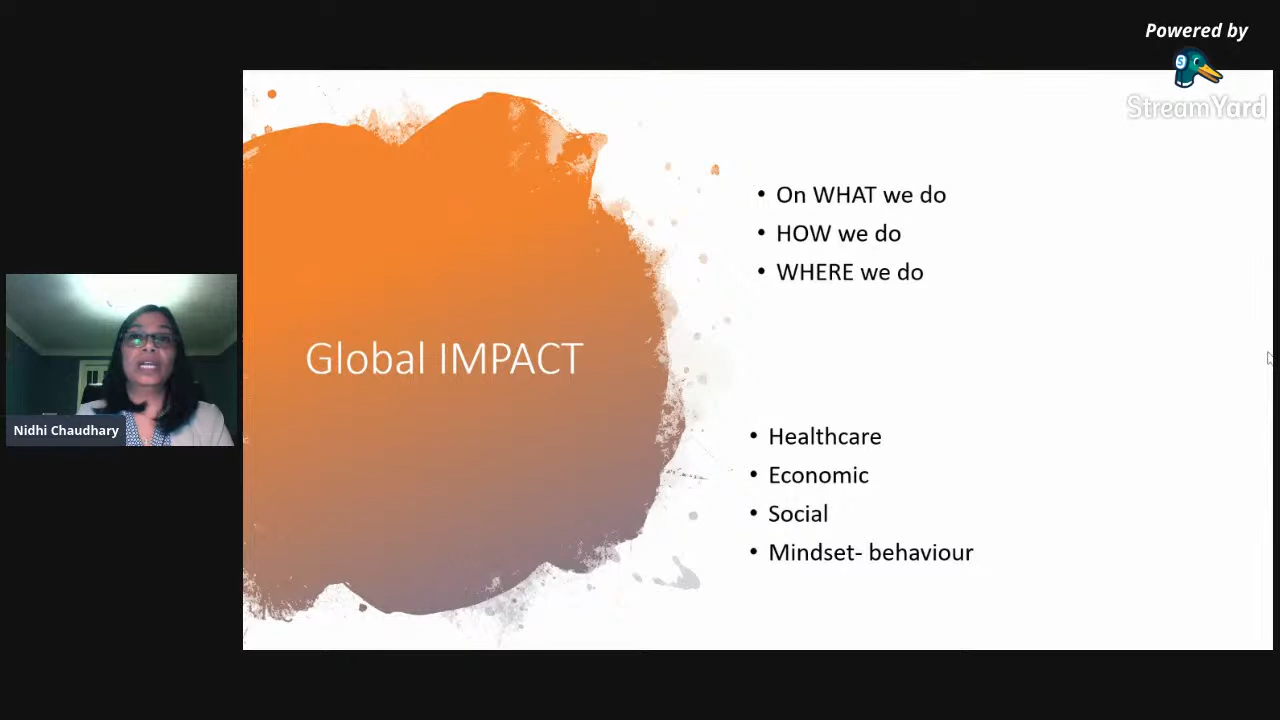 Powered by
StreamYard
• On WHAT we do
• HOW we do
• WHERE we do
Global IMPACT
Nidhi Chaudhary
• Healthcare
• Economic
• Social
• Mindset- behaviour